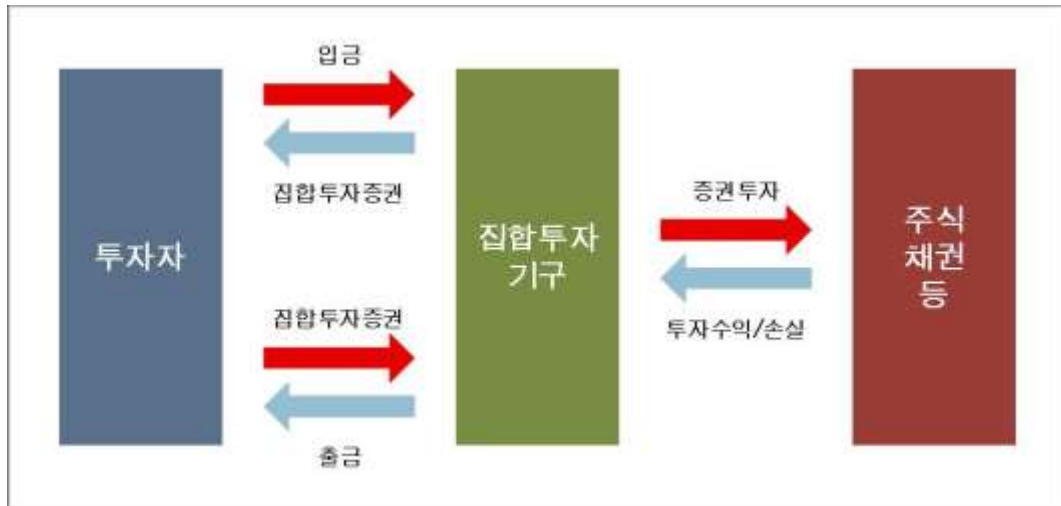 입금
집합투자증권
투자자
집합투자증권
출금
집합투자
기구
증권투자
투자수익/손실
주식
채권
등